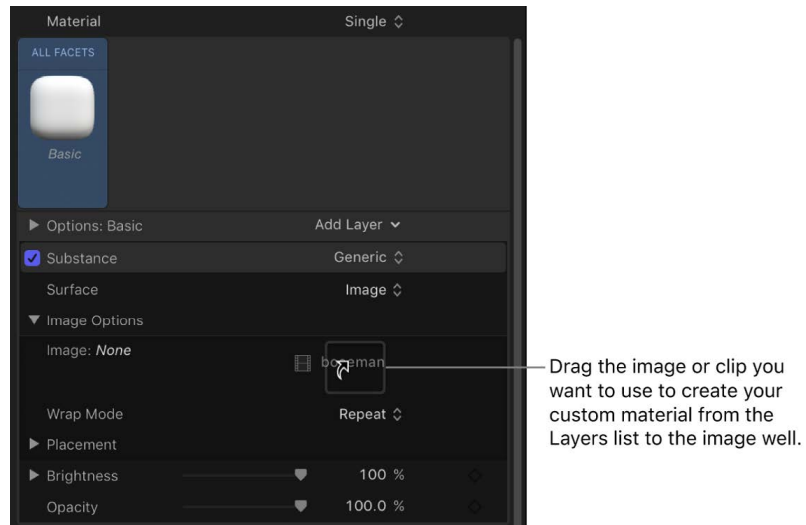 Material Single
ALL FACETS
Basic
Options: Basic Add Layer
Substance Generic
Surface Image
Image Options
Image: None
Drag the image or clip you
want to use to create your
custom material from the
Layers list to the image well.
Wrap Mode Repeat
Placement
Brightness 100 %
Opacity 100.0 %